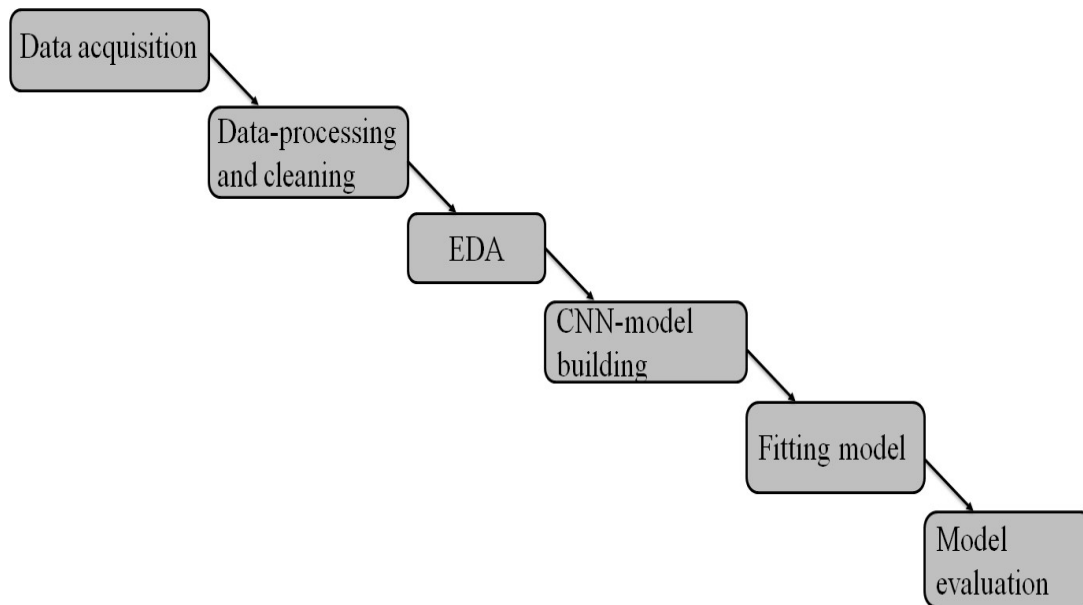 Data acquisition
Data-processing
and cleaning
EDA
CNN-model
building
Fitting model
Model
evaluation